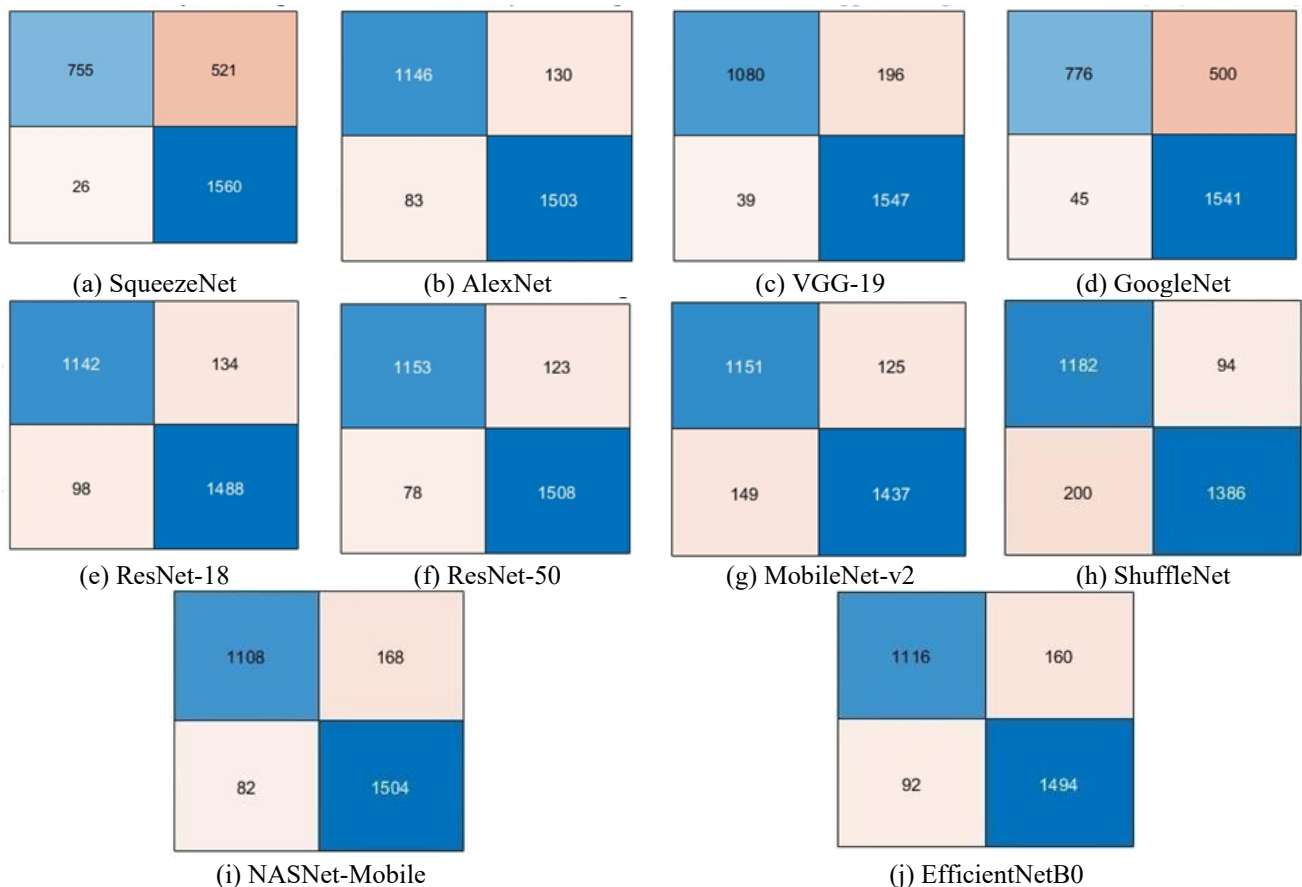 755 521
26 1560
(a) SqueezeNet
1146 130
83 1503
(b) AlexNet
1080 196
39 1547
(c) VGG-19
776 500
45 1541
(d) GoogleNet
1142 134
98 1488
(e) ResNet-18
1153 123
78 1508
(f) ResNet-50
1151 125
149 1437
(g) MobileNet-v2
1182 94
200 1386
(h) ShuffleNet
1108 168
82 1504
(i) NASNet-Mobile
1116 160
92 1494
(j) EfficientNetB0